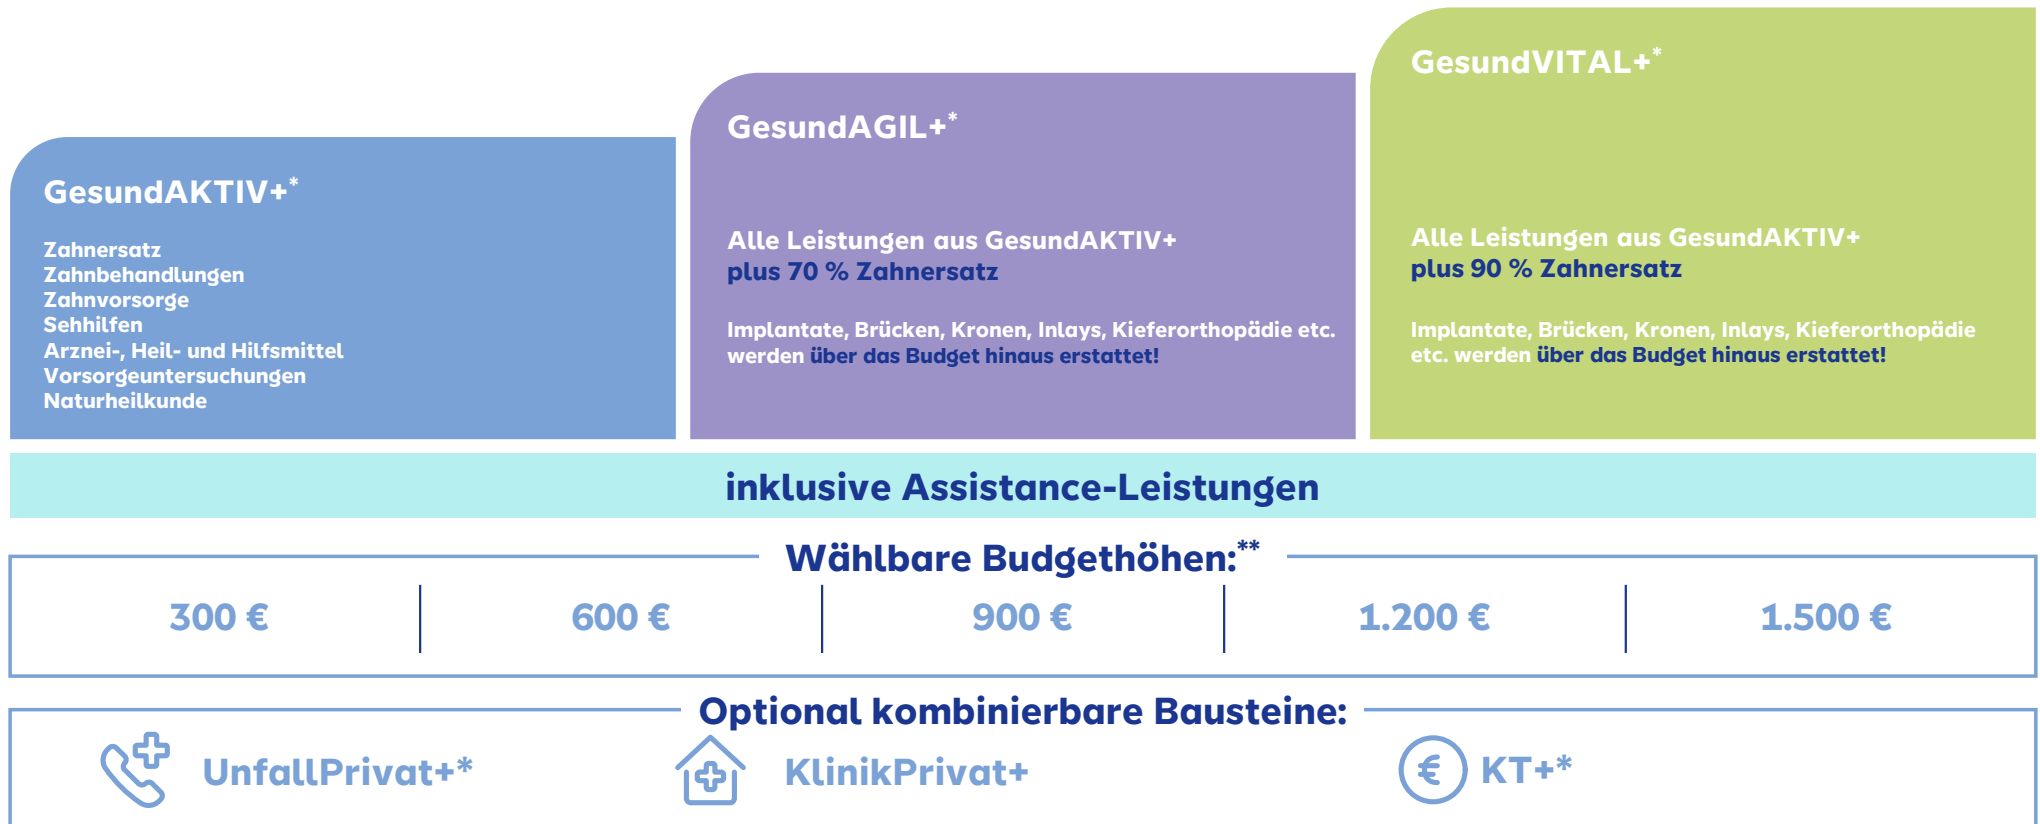 GesundAKTIV+*
Zahnersatz
Zahnbehandlungen
Zahnvorsorge
Sehhilfen
Arznei-, Heil- und Hilfsmittel
Vorsorgeuntersuchungen
Naturheilkunde
GesundAGIL+*
Alle Leistungen aus GesundAKTIV+
plus 70 % Zahnersatz
Implantate, Brücken, Kronen, Inlays, Kieferorthopädie etc.
werden über das Budget hinaus erstattet!
GesundVITAL+*
Alle Leistungen aus GesundAKTIV+
plus 90 % Zahnersatz
Implantate, Brücken, Kronen, Inlays, Kieferorthopädie
etc. werden über das Budget hinaus erstattet!
inklusive Assistance-Leistungen
Wählbare Budgethöhen:**
300 €
600 €
900 €
1.200 €
1.500 €
Optional kombinierbare Bausteine:
UnfallPrivat+*
KlinikPrivat+
€ KT+*